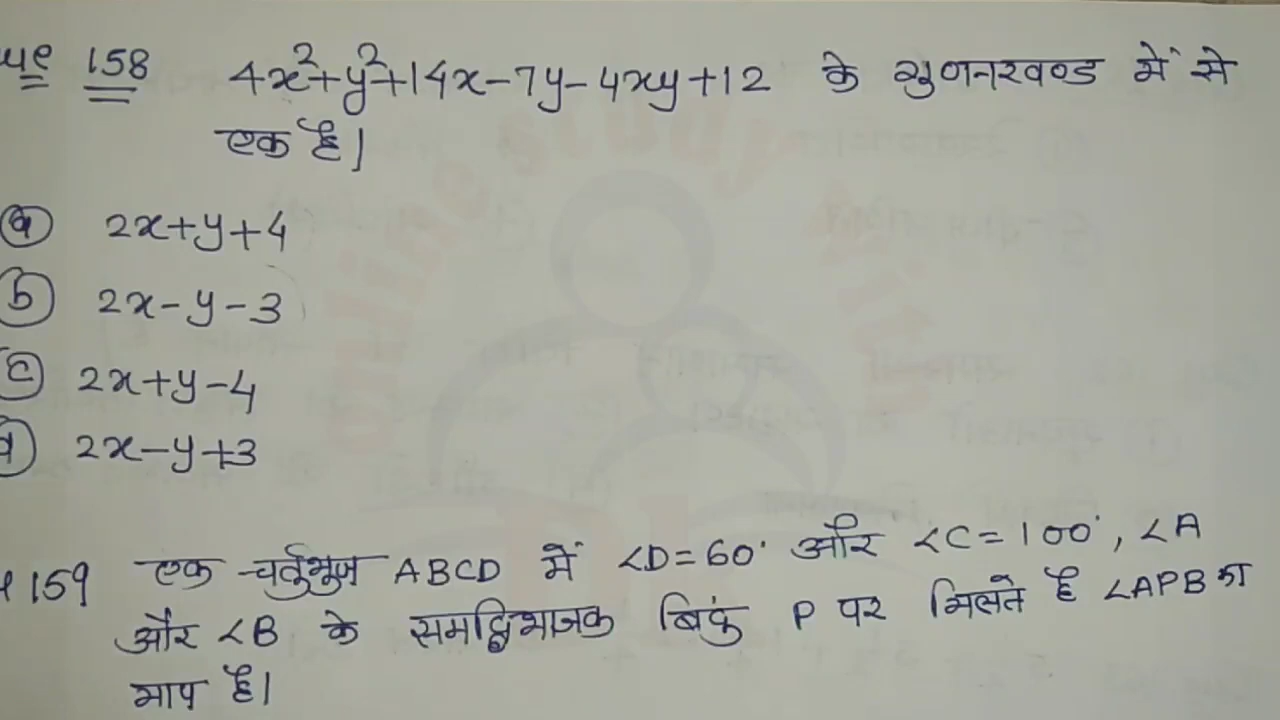 158 4x²+y²+14x-7y-4xy+12 के गुणनखण्ड में से
एक है।
a 2x+y+4
b 2x-y-3
c 2x+y-4
2x-y+3
159 एक चर्तुभुज ABCD में ∠D=60° और ∠C=100°, ∠A
और ∠B के समद्विभाजक बिंदु P पर मिलते है ∠APB का
माप है।